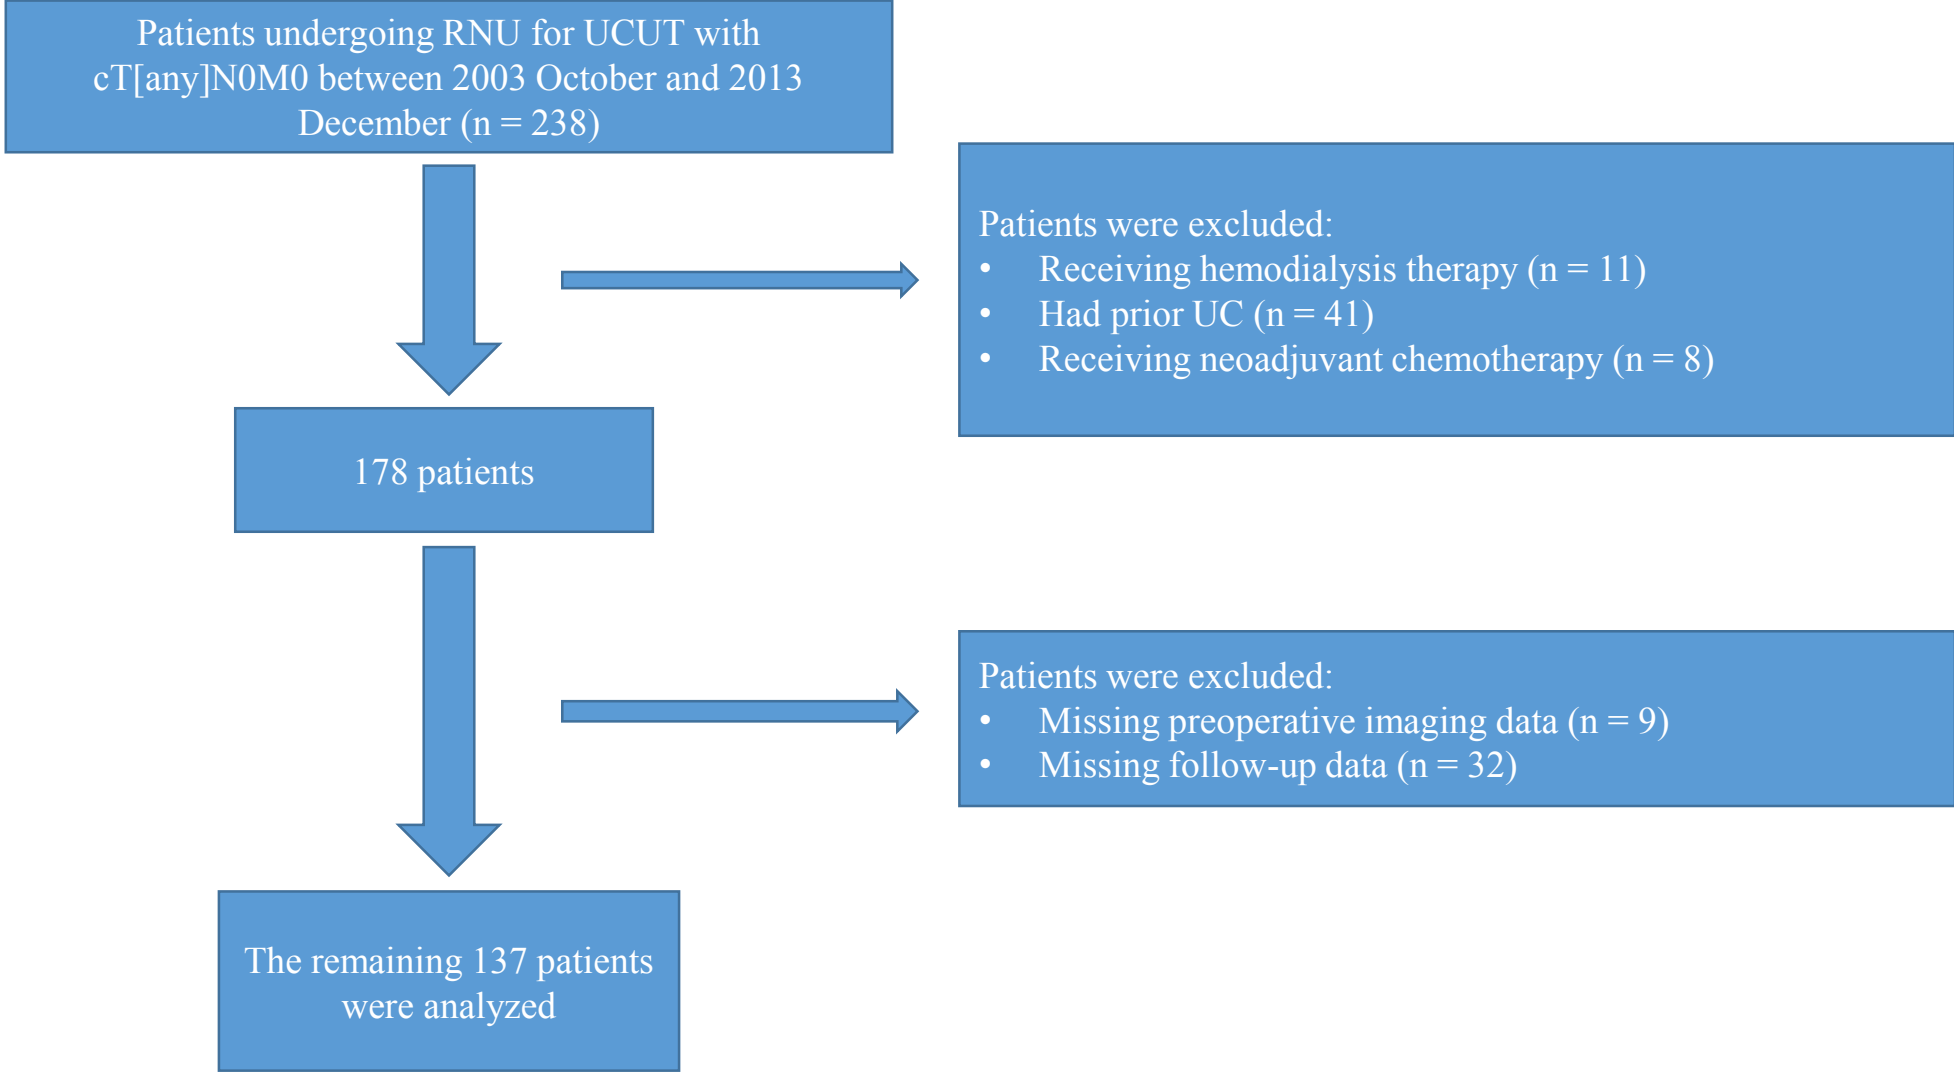 Patients undergoing RNU for UCUT with
cT[any]N0M0 between 2003 October and 2013
December (n = 238)
Patients were excluded:
• Receiving hemodialysis therapy (n = 11)
• Had prior UC (n = 41)
• Receiving neoadjuvant chemotherapy (n = 8)
178 patients
Patients were excluded:
• Missing preoperative imaging data (n = 9)
• Missing follow-up data (n = 32)
The remaining 137 patients
were analyzed